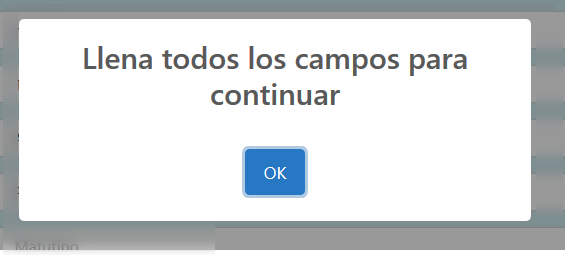 Llena todos los campos para
continuar
OK
Matutino